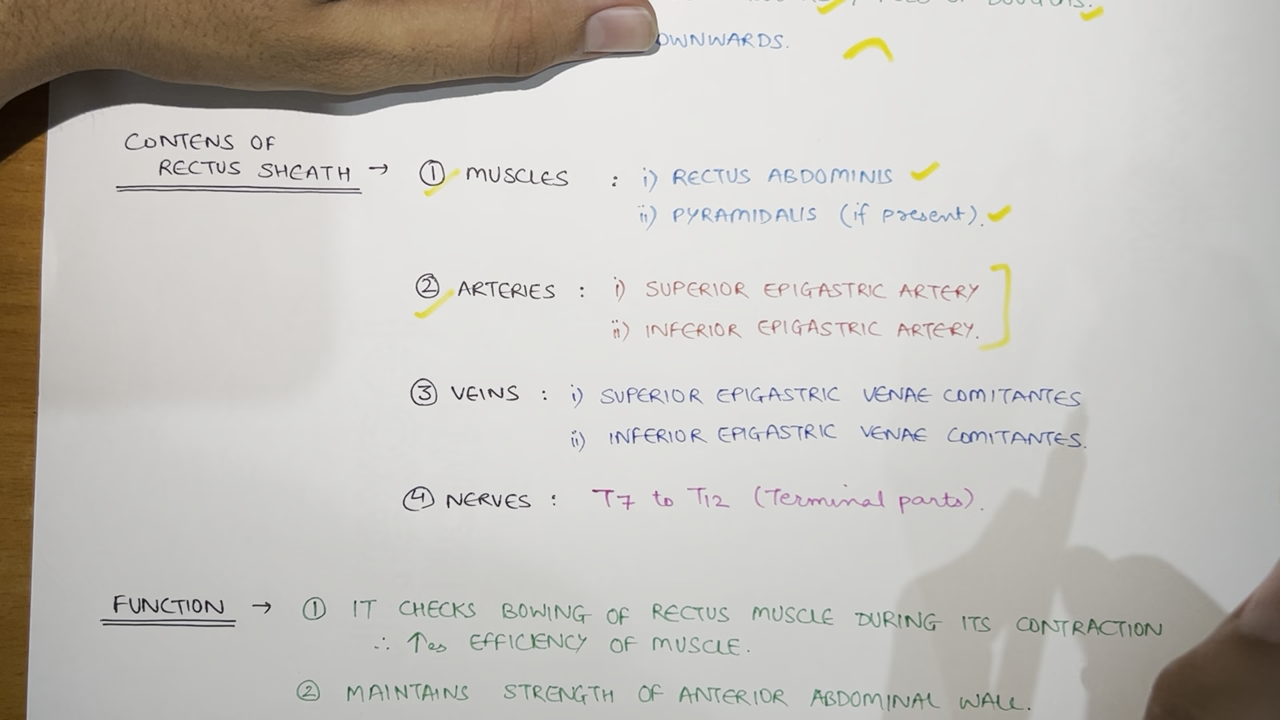 OWNWARDS.
CONTENS OF
RECTUS SHEATH → ① MUSCLES : i) RECTUS ABDOMINIS
ii) PYRAMIDALIS (if present).
② ARTERIES : i) SUPERIOR EPIGASTRIC ARTERY
ii) INFERIOR EPIGASTRIC ARTERY.
③ VEINS : i) SUPERIOR EPIGASTRIC VENAE COMITANTES
ii) INFERIOR EPIGASTRIC VENAE COMITANTES.
④ NERVES : T7 to T12 (Terminal parts).
FUNCTION → ① IT CHECKS BOWING OF RECTUS MUSCLE DURING ITS CONTRACTION
∴ ↑es EFFICIENCY OF MUSCLE.
② MAINTAINS STRENGTH OF ANTERIOR ABDOMINAL WALL.